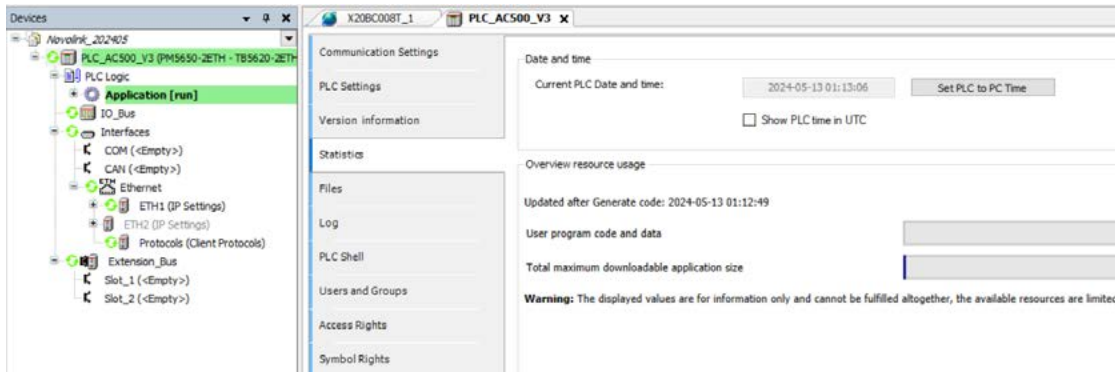 Devices
Novolink_202405
PLC_AC500_V3 (PM5650-2ETH - TB5620-2ETH
PLC Logic
Application [run]
IO_Bus
Interfaces
COM (<Empty>)
CAN (<Empty>)
Ethernet
ETH1 (IP Settings)
ETH2 (IP Settings)
Protocols (Client Protocols)
Extension_Bus
Slot_1 (<Empty>)
Slot_2 (<Empty>)
X20BC008T_1
PLC_AC500_V3
Communication Settings
PLC Settings
Version information
Statistics
Files
Log
PLC Shell
Users and Groups
Access Rights
Symbol Rights
Date and time
Current PLC Date and time: 2024-05-13 01:13:06 Set PLC to PC Time
Show PLC time in UTC
Overview resource usage
Updated after Generate code: 2024-05-13 01:12:49
User program code and data
Total maximum downloadable application size
Warning: The displayed values are for information only and cannot be fulfilled altogether, the available resources are limited